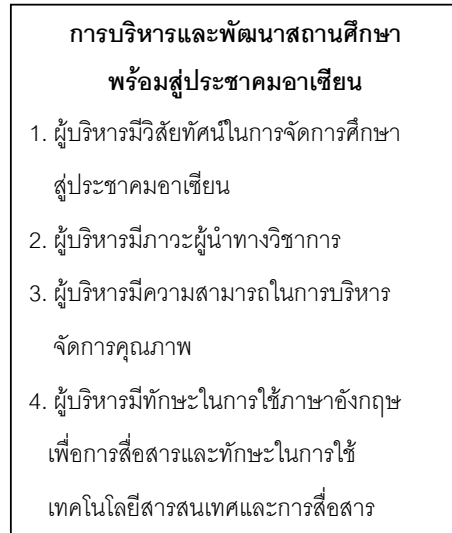 การบริหารและพัฒนาสถานศึกษา
พร้อมสู่ประชาคมอาเซียน
1. ผู้บริหารมีวิสัยทัศน์ในการจัดการศึกษา
สู่ประชาคมอาเซียน
2. ผู้บริหารมีภาวะผู้นำทางวิชาการ
3. ผู้บริหารมีความสามารถในการบริหาร
จัดการคุณภาพ
4. ผู้บริหารมีทักษะในการใช้ภาษาอังกฤษ
เพื่อการสื่อสารและทักษะในการใช้
เทคโนโลยีสารสนเทศและการสื่อสาร